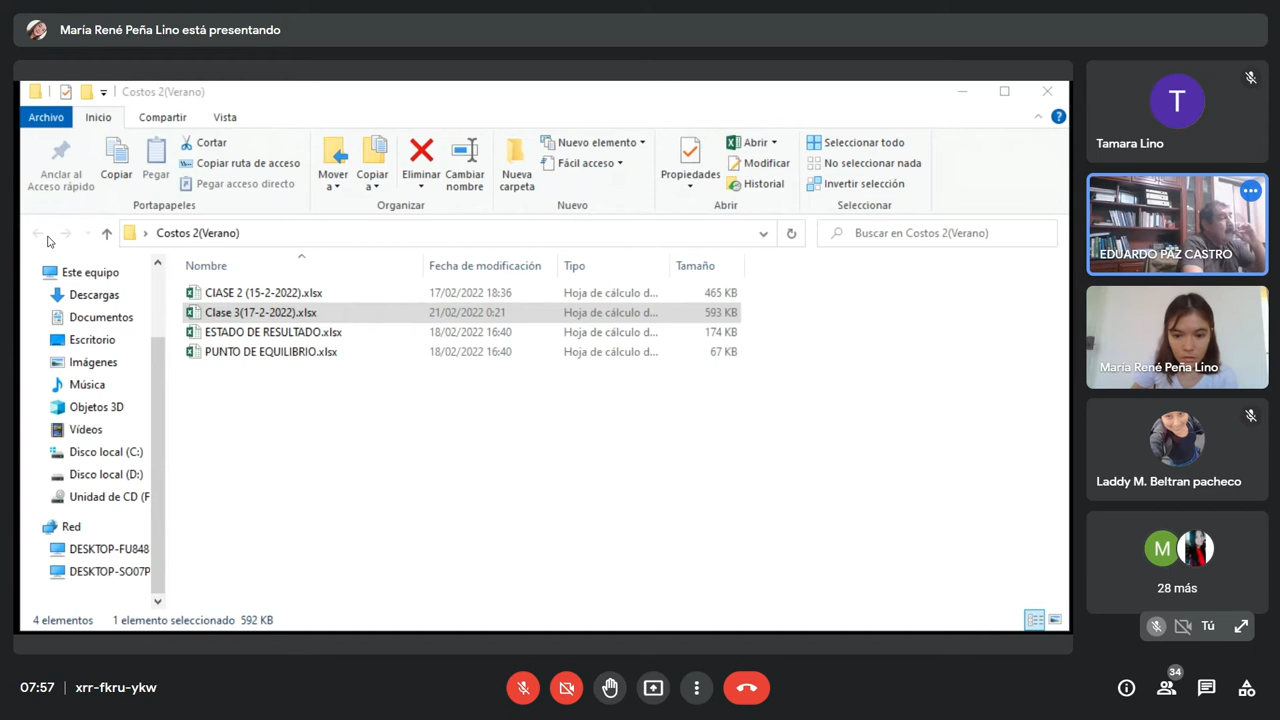 María René Peña Lino está presentando
Costos 2(Verano)
Archivo Inicio Compartir Vista
Anclar al Acceso rápido
Copiar
Pegar
Cortar
Copiar ruta de acceso
Pegar acceso directo
Portapapeles
Mover a
Copiar a
Eliminar
Cambiar nombre
Organizar
Nueva carpeta
Nuevo elemento
Fácil acceso
Nuevo
Propiedades
Abrir
Modificar
Historial
Abrir
Seleccionar todo
No seleccionar nada
Invertir selección
Seleccionar
Costos 2(Verano)
Buscar en Costos 2(Verano)
Este equipo
Descargas
Documentos
Escritorio
Imágenes
Música
Objetos 3D
Vídeos
Disco local (C:)
Disco local (D:)
Unidad de CD (F
Red
DESKTOP-FU848
DESKTOP-SO07P
Nombre Fecha de modificación Tipo Tamaño
ClASE 2 (15-2-2022).xlsx 17/02/2022 18:36 Hoja de cálculo d... 465 KB
Clase 3(17-2-2022).xlsx 21/02/2022 0:21 Hoja de cálculo d... 593 KB
ESTADO DE RESULTADO.xlsx 18/02/2022 16:40 Hoja de cálculo d... 174 KB
PUNTO DE EQUILIBRIO.xlsx 18/02/2022 16:40 Hoja de cálculo d... 67 KB
4 elementos 1 elemento seleccionado 592 KB
T
Tamara Lino
EDUARDO PAZ CASTRO
María René Peña Lino
Laddy M. Beltran pacheco
M
28 más
Tú
07:57 | xrr-fkru-ykw
34